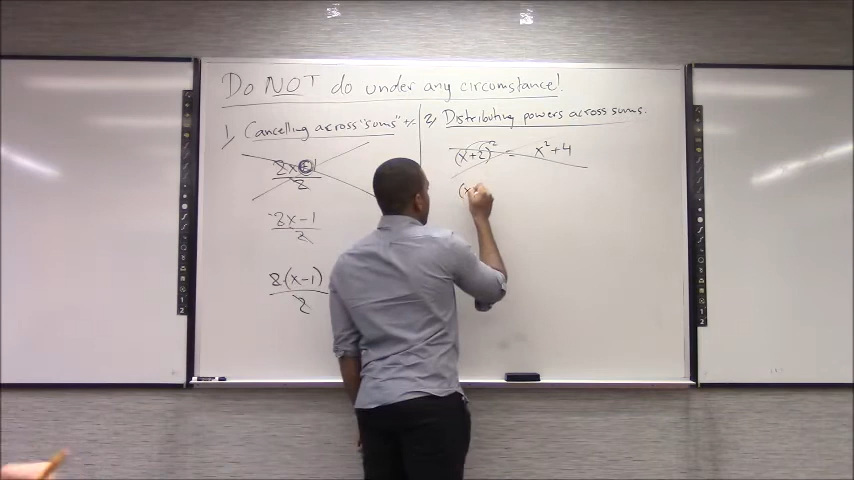 Do NOT do under any circumstance!
1, Cancelling across "sums" +/-
2x+1
2
2x-1
2
2(x-1)
2
2, Distributing powers across sums.
(x+2)² = x²+4
(x